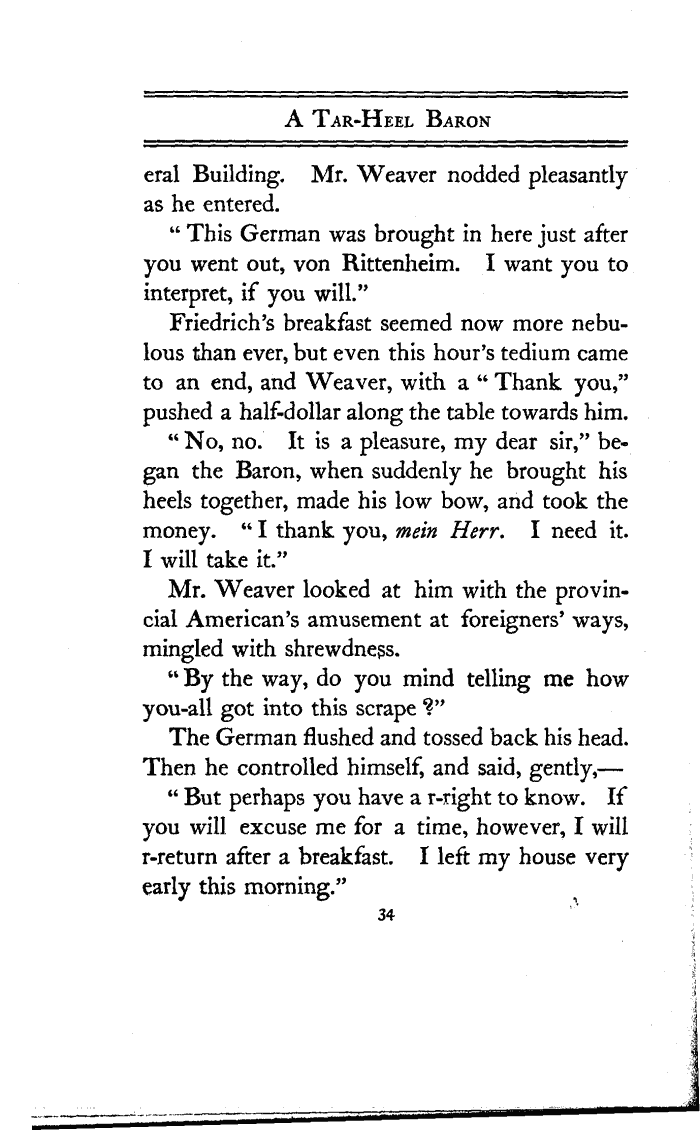 A Tar-Heel Baron
eral Building. Mr. Weaver nodded pleasantly
as he entered.
“ This German was brought in here just after
you went out, von Rittenheim. I want you to
interpret, if you will.”
Friedrich’s breakfast seemed now more nebu-
lous than ever, but even this hour’s tedium came
to an end, and Weaver, with a “ Thank you,”
pushed a half-dollar along the table towards him.
“ No, no. It is a pleasure, my dear sir,” be-
gan the Baron, when suddenly he brought his
heels together, made his low bow, and took the
money. “ I thank you, mein Herr. I need it.
I will take it.”
Mr. Weaver looked at him with the provin-
cial American’s amusement at foreigners’ ways,
mingled with shrewdness.
“ By the way, do you mind telling me how
you-all got into this scrape ?”
The German flushed and tossed back his head.
Then he controlled himself, and said, gently,—
“ But perhaps you have a r-right to know. If
you will excuse me for a time, however, I will
r-return after a breakfast. I left my house very
early this morning.”
34